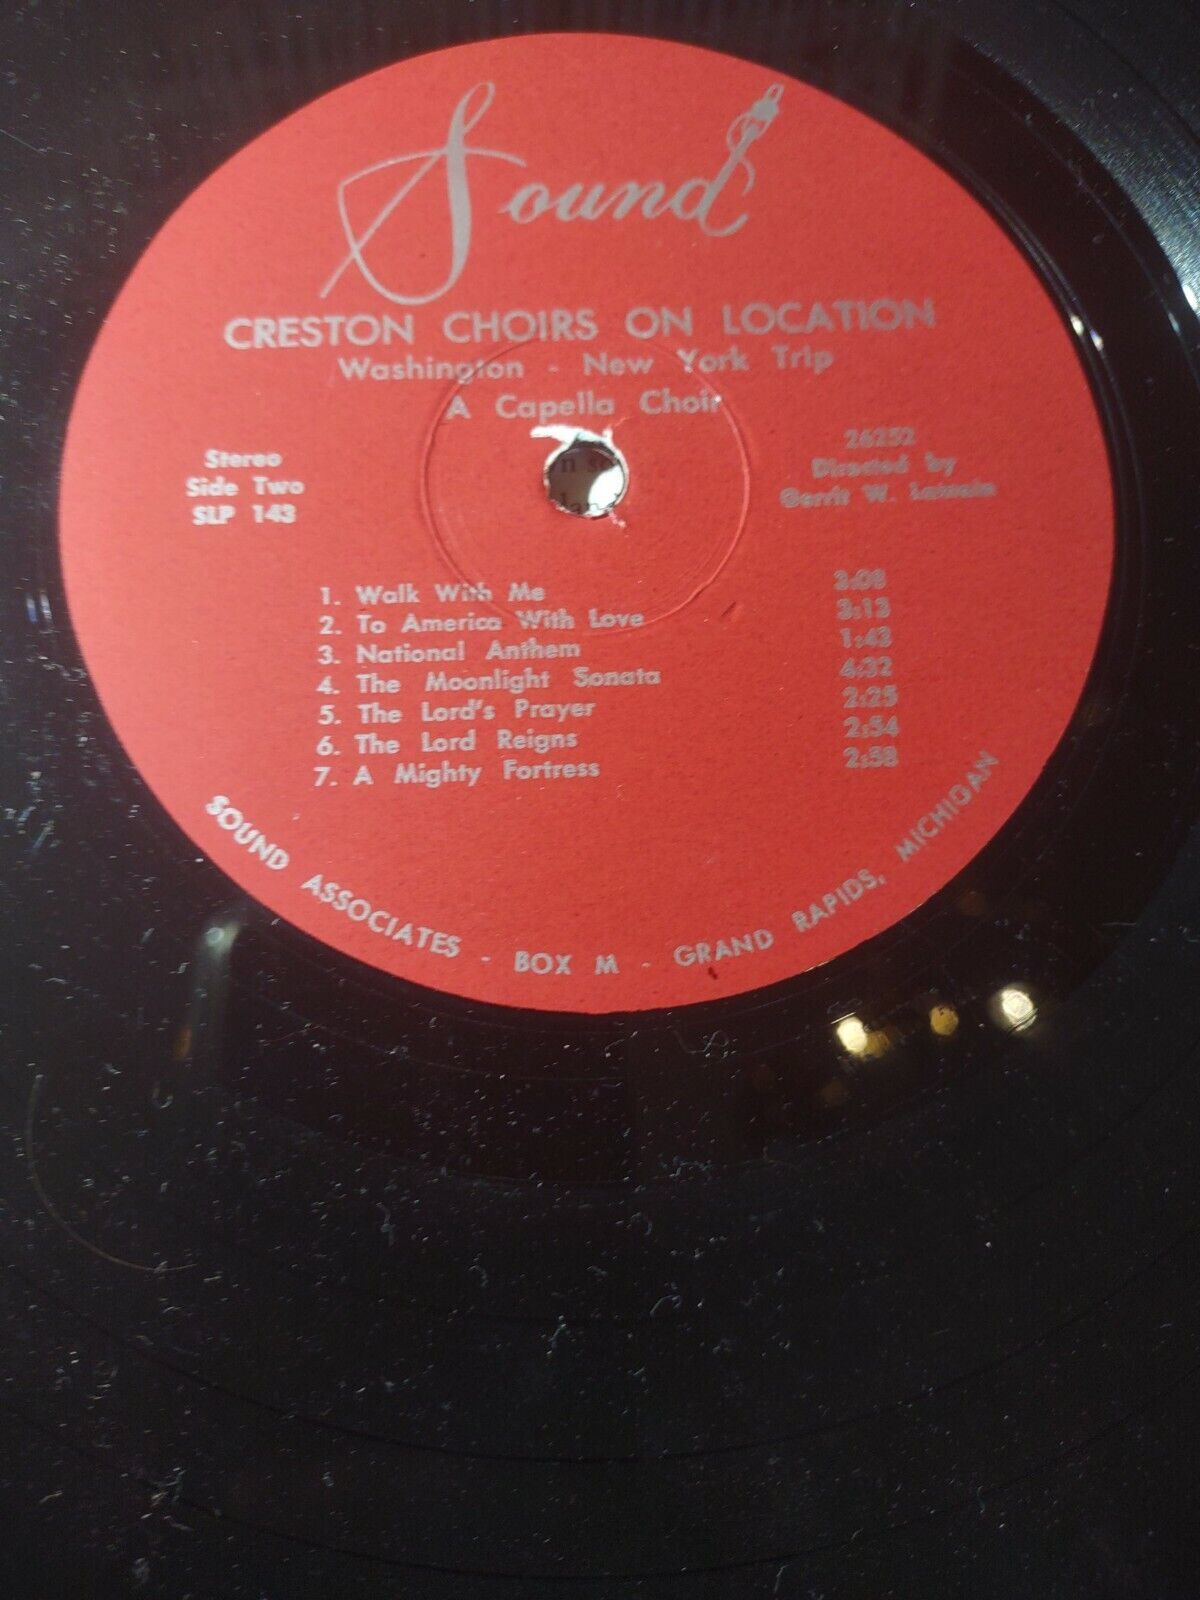 Sound
CRESTON CHOIRS ON LOCATION
Washington - New York Trip
A Capella Choir
Stereo
Side Two
SLP 143
26252
Directed by
Gerrit W.
1. Walk With Me 3:08
2. To America With Love 3:13
3. National Anthem 1:43
4. The Moonlight Sonata 4:32
5. The Lord's Prayer 2:25
6. The Lord Reigns 2:54
7. A Mighty Fortress 2:58
SOUND ASSOCIATES - BOX M - GRAND RAPIDS, MICHIGAN